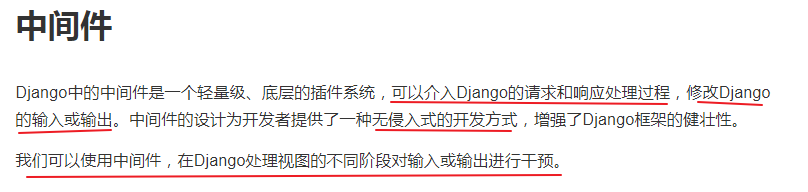 中间件
Django中的中间件是一个轻量级、底层的插件系统，可以介入Django的请求和响应处理过程，修改Django
的输入或输出。中间件的设计为开发者提供了一种无侵入式的开发方式，增强了Django框架的健壮性。
我们可以使用中间件，在Django处理视图的不同阶段对输入或输出进行干预。